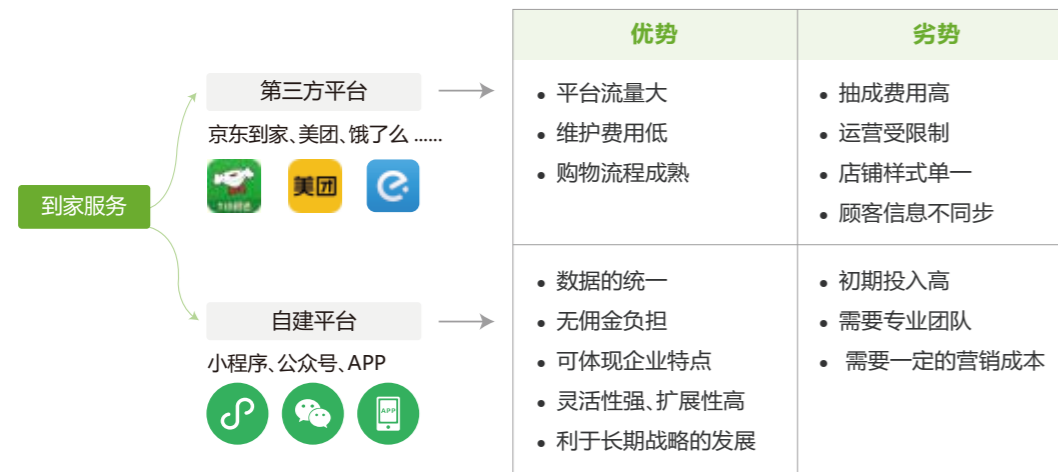 优势
劣势
第三方平台
京东到家、美团、饿了么 ......
美团
平台流量大
维护费用低
购物流程成熟
抽成费用高
运营受限制
店铺样式单一
顾客信息不同步
到家服务
自建平台
小程序、公众号、APP
APP
数据的统一
无佣金负担
可体现企业特点
灵活性强、扩展性高
利于长期战略的发展
初期投入高
需要专业团队
需要一定的营销成本